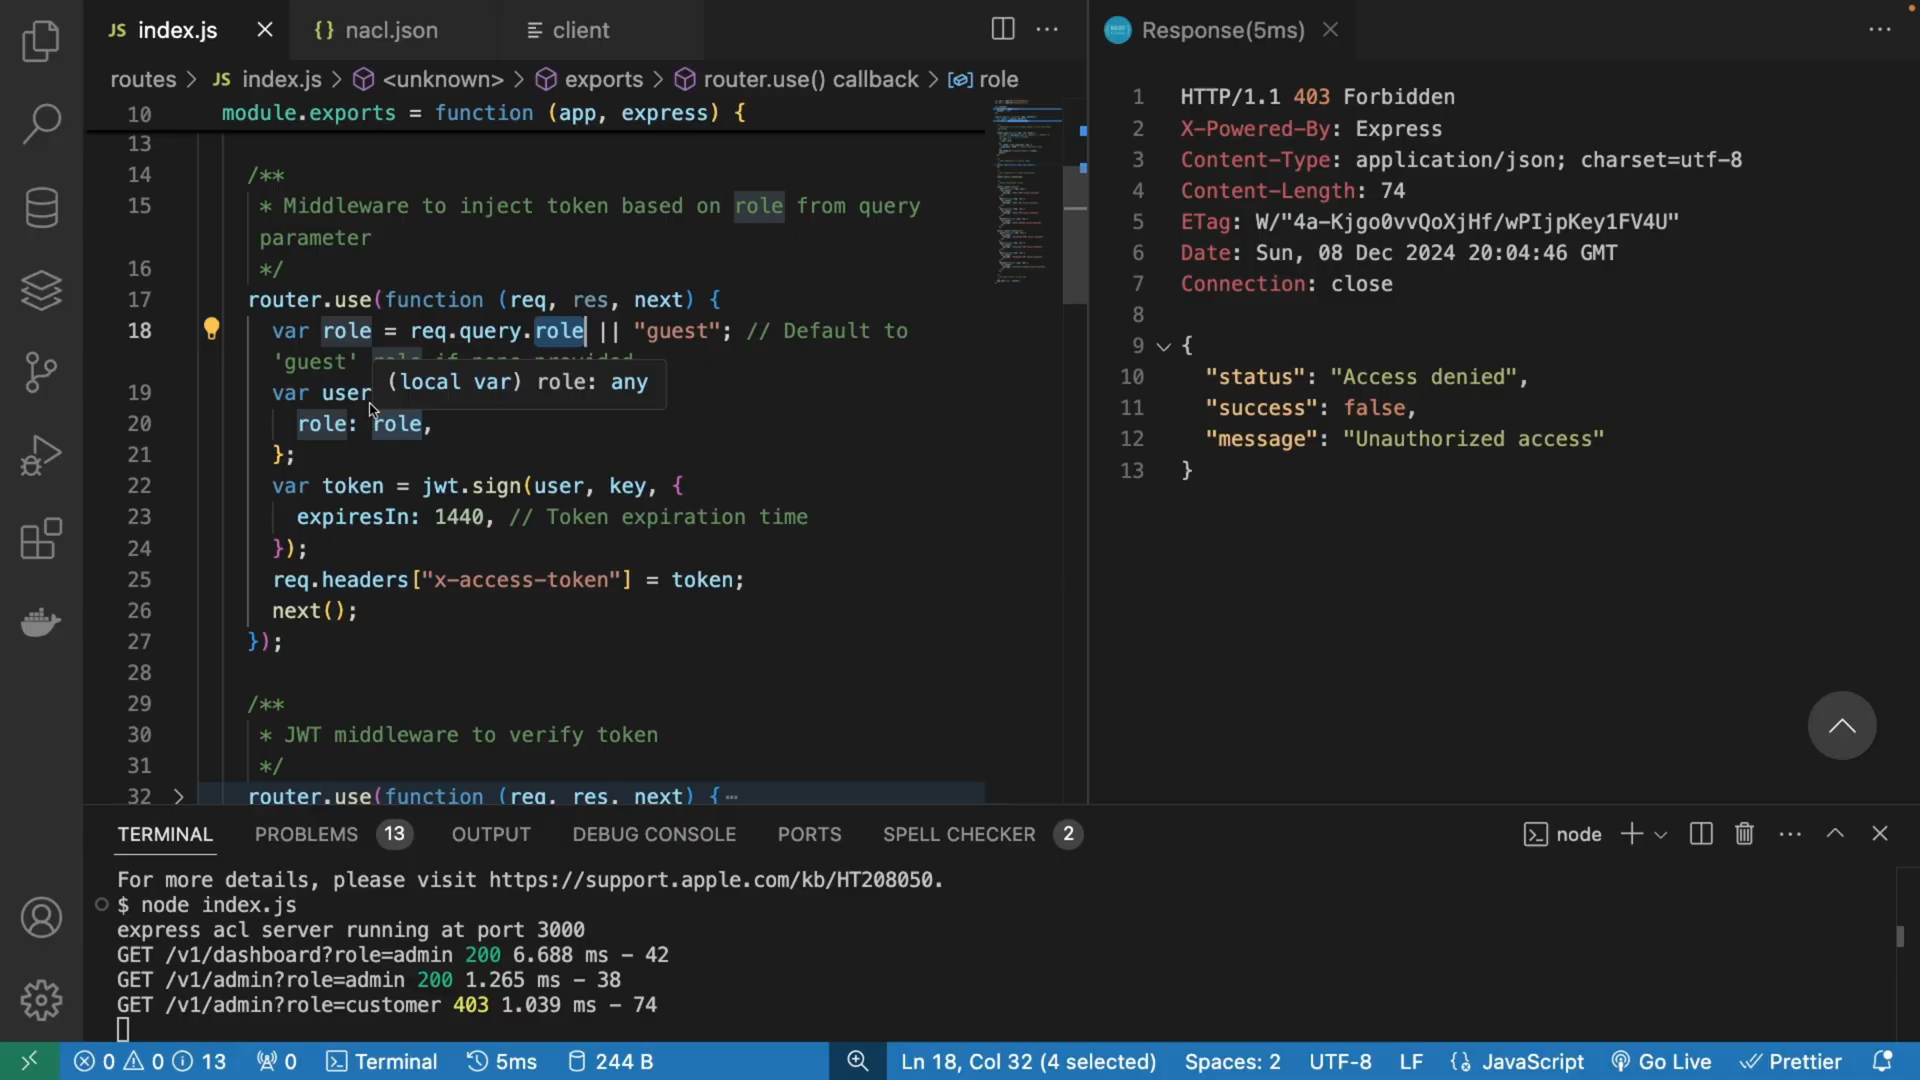 JS index.js
{} nacl.json
client
Response(5ms)
routes > JS index.js > <unknown> > exports > router.use() callback > role
10 module.exports = function (app, express) {
13
14 /**
15 * Middleware to inject token based on role from query
parameter
16 */
17 router.use(function (req, res, next) {
18 var role = req.query.role || "guest"; // Default to
'guest' role if none provided
(local var) role: any
19 var user
20 role: role,
21 };
22 var token = jwt.sign(user, key, {
23 expiresIn: 1440, // Token expiration time
24 });
25 req.headers["x-access-token"] = token;
26 next();
27 });
28
29 /**
30 * JWT middleware to verify token
31 */
32 router.use(function (req, res, next) {⋯
1 HTTP/1.1 403 Forbidden
2 X-Powered-By: Express
3 Content-Type: application/json; charset=utf-8
4 Content-Length: 74
5 ETag: W/"4a-Kjgo0vvQoXjHf/wPIjpKey1FV4U"
6 Date: Sun, 08 Dec 2024 20:04:46 GMT
7 Connection: close
8
9 {
10 "status": "Access denied",
11 "success": false,
12 "message": "Unauthorized access"
13 }
TERMINAL PROBLEMS 13 OUTPUT DEBUG CONSOLE PORTS SPELL CHECKER 2
node
For more details, please visit https://support.apple.com/kb/HT208050.
$ node index.js
express acl server running at port 3000
GET /v1/dashboard?role=admin 200 6.688 ms – 42
GET /v1/admin?role=admin 200 1.265 ms – 38
GET /v1/admin?role=customer 403 1.039 ms – 74
0 0 13 0 Terminal 5ms 244 B Ln 18, Col 32 (4 selected) Spaces: 2 UTF-8 LF {} JavaScript Go Live Prettier